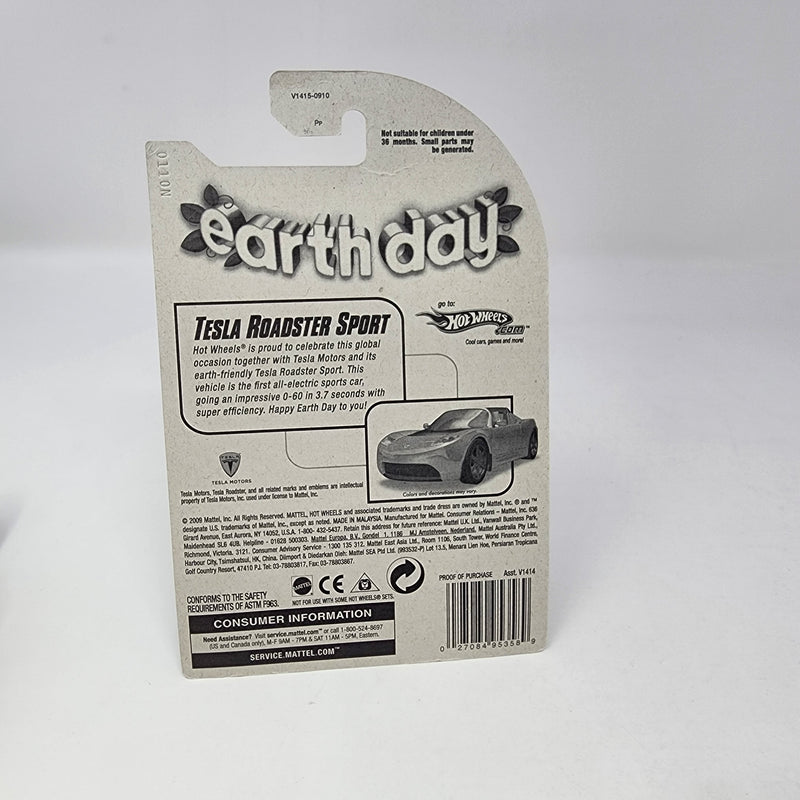 V1415-0910
Pp
Not suitable for children under
36 months. Small parts may
be generated.
N0110
earth day
TESLA ROADSTER SPORT
Hot Wheels® is proud to celebrate this global
occasion together with Tesla Motors and its
earth-friendly Tesla Roadster Sport. This
vehicle is the first all-electric sports car,
going an impressive 0-60 in 3.7 seconds with
super efficiency. Happy Earth Day to you!
go to:
HOT WHEELS
.com™
Cool cars, games and more!
TESLA
TESLA MOTORS
Tesla Motors, Tesla Roadster, and all related marks and emblems are intellectual
property of Tesla Motors, Inc. used under license to Mattel, Inc.
Colors and decorations may vary.
© 2009 Mattel, Inc. All Rights Reserved. MATTEL, HOT WHEELS and associated trademarks and trade dress are owned by Mattel, Inc. ® and ™
designate U.S. trademarks of Mattel, Inc., except as noted. MADE IN MALAYSIA. Manufactured for Mattel. Consumer Relations – Mattel, Inc. 636
Girard Avenue, East Aurora, NY 14052, U.S.A. 1-800- 432-5437. Retain this address for future reference: Mattel U.K. Ltd., Vanwall Business Park,
Maidenhead SL6 4UB. Helpline - 01628 500303. Mattel Europa, B.V., Gondel 1, 1186 MJ Amstelveen, Nederland. Mattel Australia Pty Ltd.,
Richmond, Victoria. 3121. Consumer Advisory Service - 1300 135 312. Mattel East Asia Ltd., Room 1106, South Tower, World Finance Centre,
Harbour City, Tsimshatsui, HK, China. Diimport & Diedarkan Oleh: Mattel SEA Ptd Ltd. (993532-P) Lot 13.5, Menara Lien Hoe, Persiaran Tropicana
Golf Country Resort, 47410 PJ. Tel: 03-78803817, Fax: 03-78803867.
CONFORMS TO THE SAFETY
REQUIREMENTS OF ASTM F963.
MATTEL
CE
NOT FOR USE WITH SOME HOT WHEELS® SETS.
PROOF OF PURCHASE
Asst. V1414
CONSUMER INFORMATION
Need Assistance? Visit service.mattel.com™ or call 1-800-524-8697
(US and Canada only), M-F 9AM - 7PM & SAT 11AM - 5PM, Eastern.
SERVICE.MATTEL.COM™
0 27084 95358 9